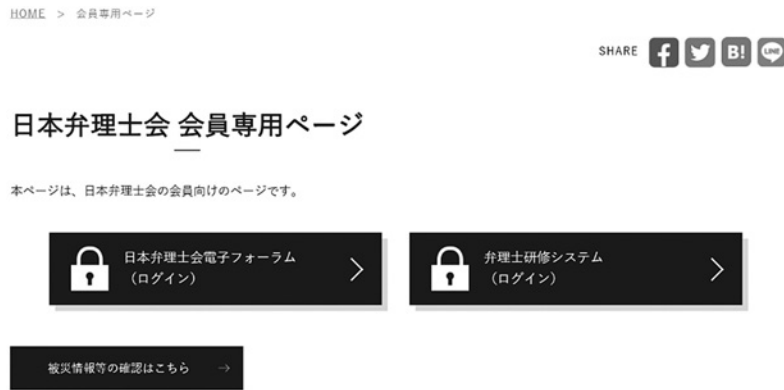 HOME > 会員専用ページ
SHARE f B! LINE
日本弁理士会 会員専用ページ
本ページは、日本弁理士会の会員向けのページです。
日本弁理士会電子フォーラム
(ログイン)
弁理士研修システム
(ログイン)
被災情報等の確認はこちら →